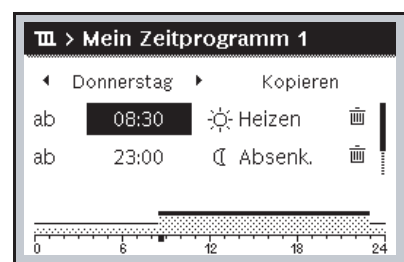 > Mein Zeitprogramm 1
Donnerstag Kopieren
ab 08:30 Heizen
ab 23:00 Absenk.
0 6 12 18 24